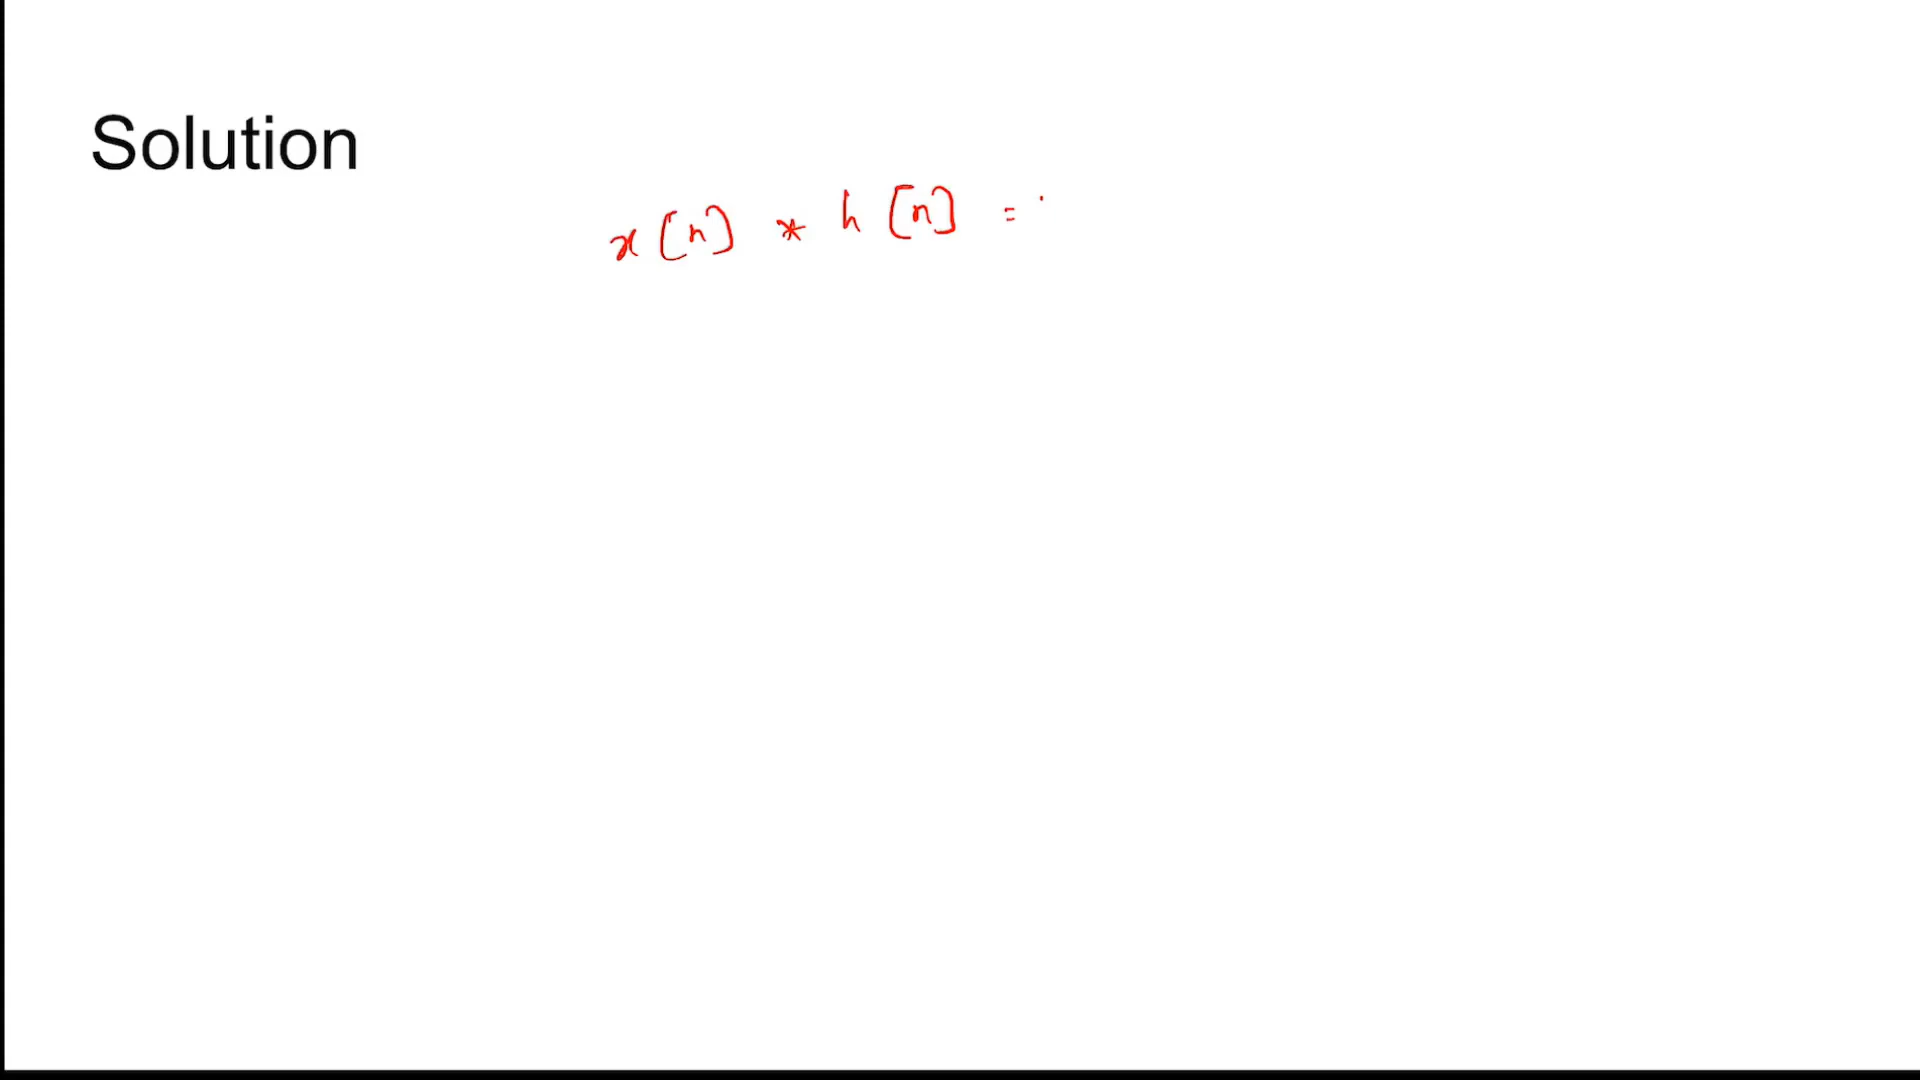 Solution
x[n] * h[n] =